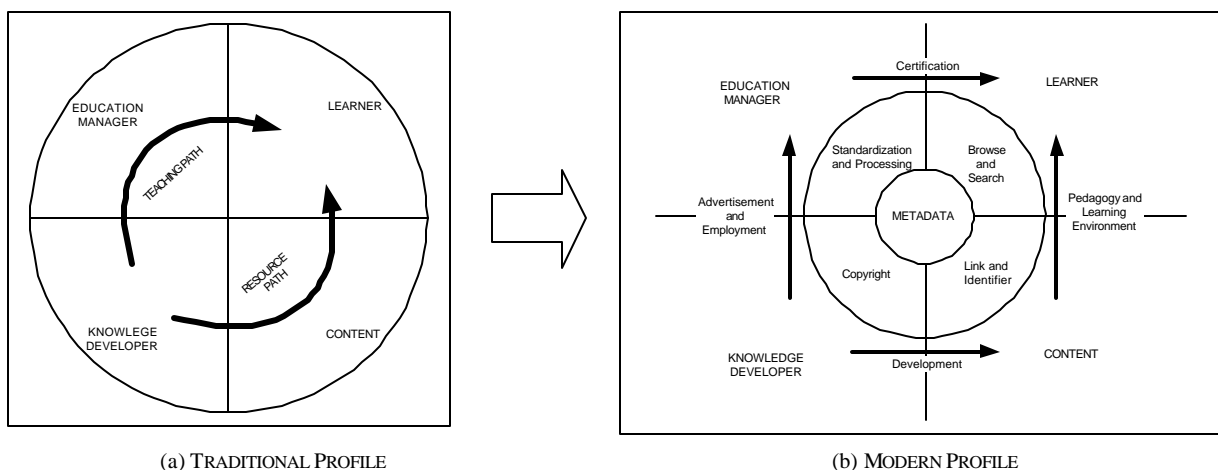 EDUCATION
MANAGER
LEARNER
TEACHING PATH
RESOURCE
PATH
KNOWLEGE
DEVELOPER
CONTENT
(a) TRADITIONAL PROFILE
EDUCATION
MANAGER
Certification
LEARNER
Standardization
and Processing
Browse
and
Search
Advertisement
and
Employment
METADATA
Pedagogy and
Learning
Environment
Copyright
Link and
Identifier
KNOWLEDGE
DEVELOPER
Development
CONTENT
(b) MODERN PROFILE